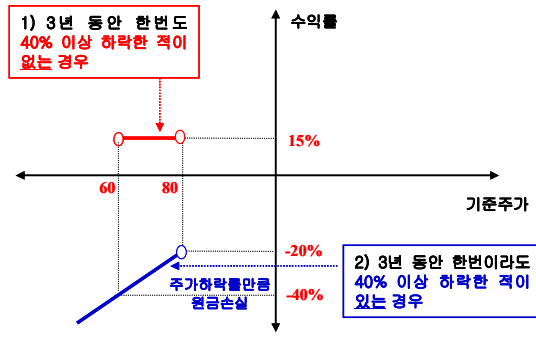 1) 3년 동안 한번도
40% 이상 하락한 적이
없는 경우
수익률
15%
60
80
기준주가
-20%
주가하락률만큼
원금손실
-40%
2) 3년 동안 한번이라도
40% 이상 하락한 적이
있는 경우